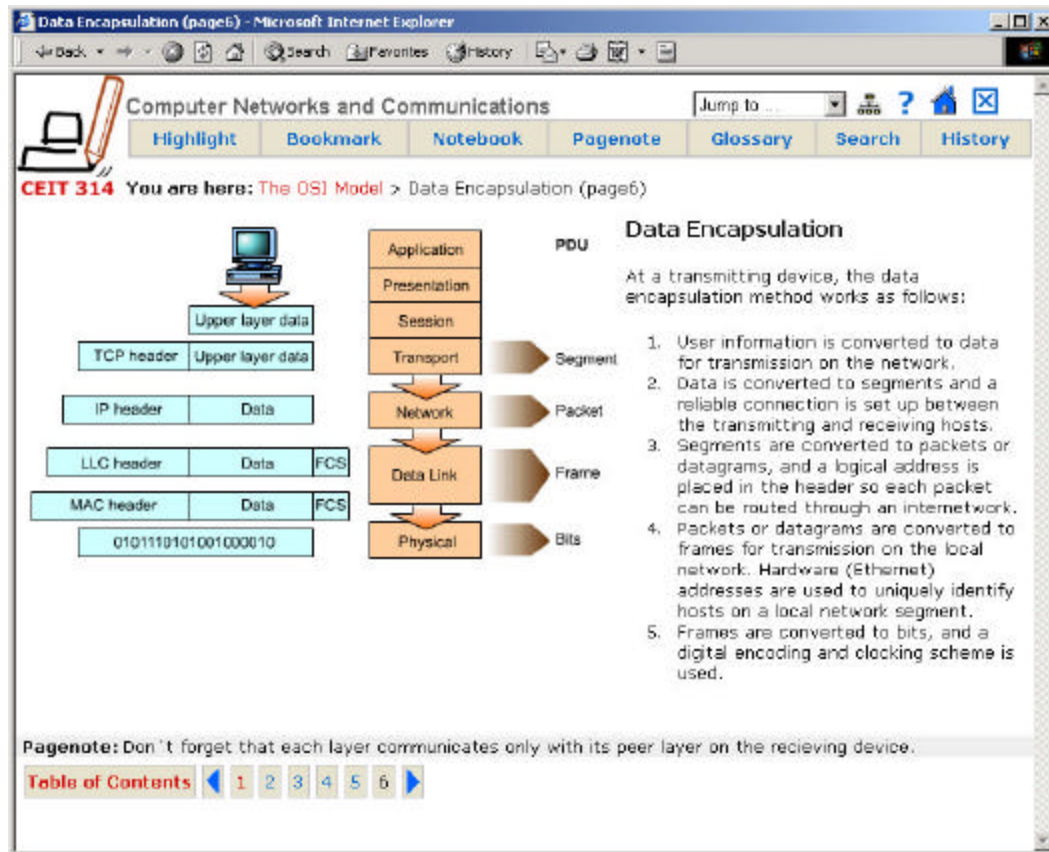 Data Encapsulation (page6) - Microsoft Internet Explorer
Back Search Favorites History
Computer Networks and Communications
Jump to ...
Highlight Bookmark Notebook Pagenote Glossary Search History
CEIT 314 You are here: The OSI Model > Data Encapsulation (page6)
Upper layer data
TCP header Upper layer data
IP header Data
LLC header Data FCS
MAC header Data FCS
0101110101001000010
Application
Presentation
Session
Transport
Network
Data Link
Physical
PDU
Segment
Packet
Frame
Bits
Data Encapsulation
At a transmitting device, the data
encapsulation method works as follows:
1. User information is converted to data
for transmission on the network.
2. Data is converted to segments and a
reliable connection is set up between
the transmitting and receiving hosts.
3. Segments are converted to packets or
datagrams, and a logical address is
placed in the header so each packet
can be routed through an internetwork.
4. Packets or datagrams are converted to
frames for transmission on the local
network. Hardware (Ethernet)
addresses are used to uniquely identify
hosts on a local network segment.
5. Frames are converted to bits, and a
digital encoding and clocking scheme is
used.
Pagenote: Don`t forget that each layer communicates only with its peer layer on the recieving device.
Table of Contents 1 2 3 4 5 6